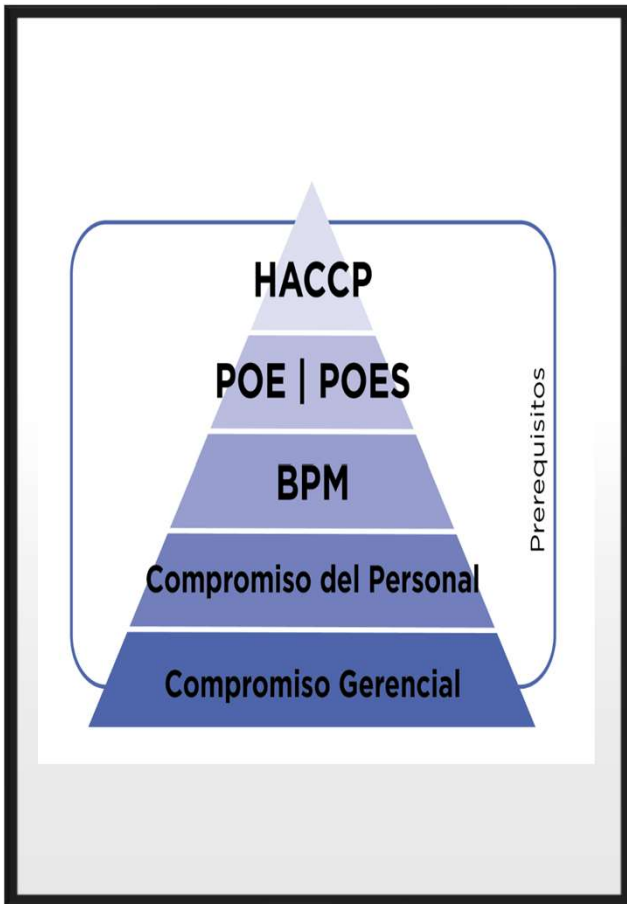 HACCP
POE | POES
BPM
Compromiso del Personal
Compromiso Gerencial
Prerequisitos